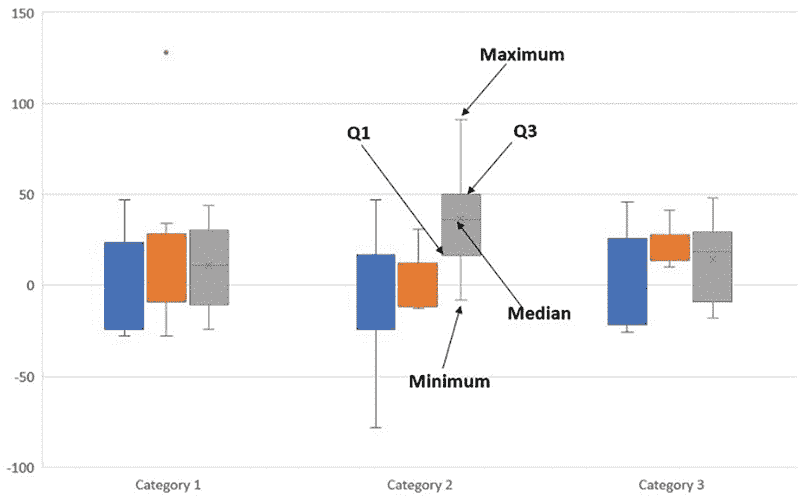 150
Maximum
100
Q1
Q3
50
0
Median
-50
Minimum
-100
Category 1
Category 2
Category 3